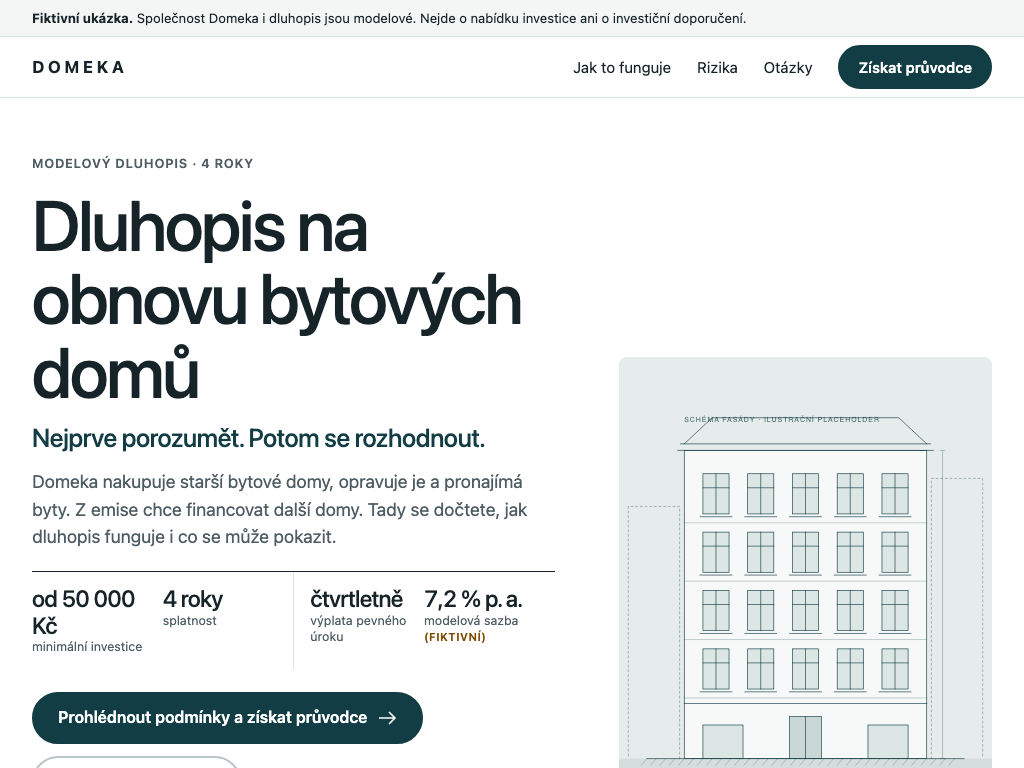 Fiktivní ukázka. Společnost Domeka i dluhopis jsou modelové. Nejde o nabídku investice ani o investiční doporučení.
DOMEKA
Jak to funguje
Rizika
Otázky
Získat průvodce
MODELOVÝ DLUHOPIS · 4 ROKY
Dluhopis na
obnovu bytových
domů
Nejprve porozumět. Potom se rozhodnout.
Domeka nakupuje starší bytové domy, opravuje je a pronajímá
byty. Z emise chce financovat další domy. Tady se dočtete, jak
dluhopis funguje i co se může pokazit.
od 50 000
Kč
minimální investice
4 roky
splatnost
čtvrtletně
výplata pevného
úroku
7,2 % p. a.
modelová sazba
(FIKTIVNÍ)
Prohlédnout podmínky a získat průvodce
SCHÉMA FASÁDY · ILUSTRAČNÍ PLACEHOLDER